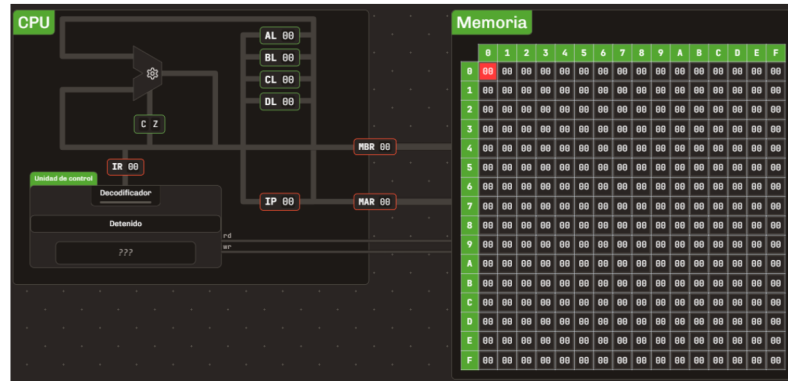 CPU
AL 00
BL 00
CL 00
DL 00
C Z
MBR 00
IR 00
Unidad de control
Decodificador
IP 00
MAR 00
Detenido
rd
wr
???
Memoria
0 1 2 3 4 5 6 7 8 9 A B C D E F
0 00 00 00 00 00 00 00 00 00 00 00 00 00 00 00 00
1 00 00 00 00 00 00 00 00 00 00 00 00 00 00 00 00
2 00 00 00 00 00 00 00 00 00 00 00 00 00 00 00 00
3 00 00 00 00 00 00 00 00 00 00 00 00 00 00 00 00
4 00 00 00 00 00 00 00 00 00 00 00 00 00 00 00 00
5 00 00 00 00 00 00 00 00 00 00 00 00 00 00 00 00
6 00 00 00 00 00 00 00 00 00 00 00 00 00 00 00 00
7 00 00 00 00 00 00 00 00 00 00 00 00 00 00 00 00
8 00 00 00 00 00 00 00 00 00 00 00 00 00 00 00 00
9 00 00 00 00 00 00 00 00 00 00 00 00 00 00 00 00
A 00 00 00 00 00 00 00 00 00 00 00 00 00 00 00 00
B 00 00 00 00 00 00 00 00 00 00 00 00 00 00 00 00
C 00 00 00 00 00 00 00 00 00 00 00 00 00 00 00 00
D 00 00 00 00 00 00 00 00 00 00 00 00 00 00 00 00
E 00 00 00 00 00 00 00 00 00 00 00 00 00 00 00 00
F 00 00 00 00 00 00 00 00 00 00 00 00 00 00 00 00